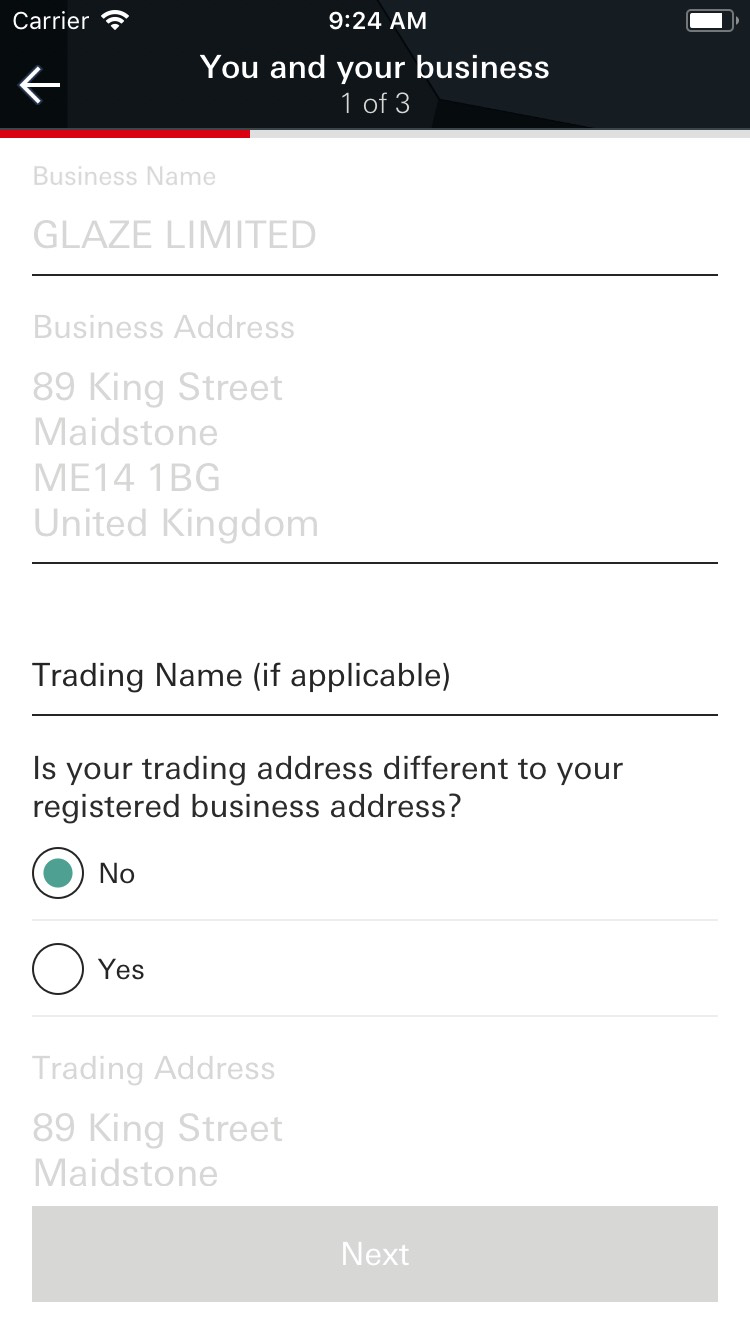 Carrier 9:24 AM
You and your business
1 of 3
Business Name
GLAZE LIMITED
Business Address
89 King Street
Maidstone
ME14 1BG
United Kingdom
Trading Name (if applicable)
Is your trading address different to your
registered business address?
No
Yes
Trading Address
89 King Street
Maidstone
Next